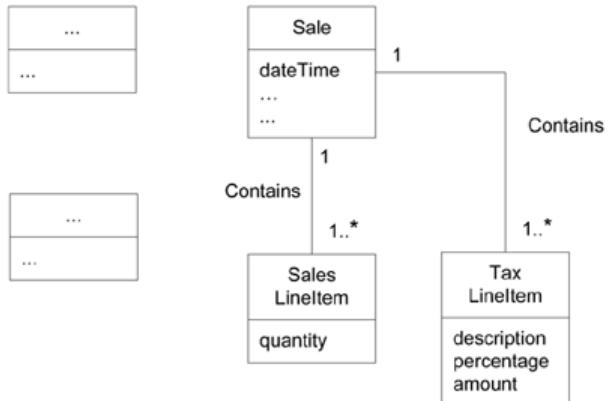 ...
...
Sale
dateTime
...
...
1
Contains
1
Contains
1..*
1..*
...
...
Sales
LineItem
quantity
Tax
LineItem
description
percentage
amount